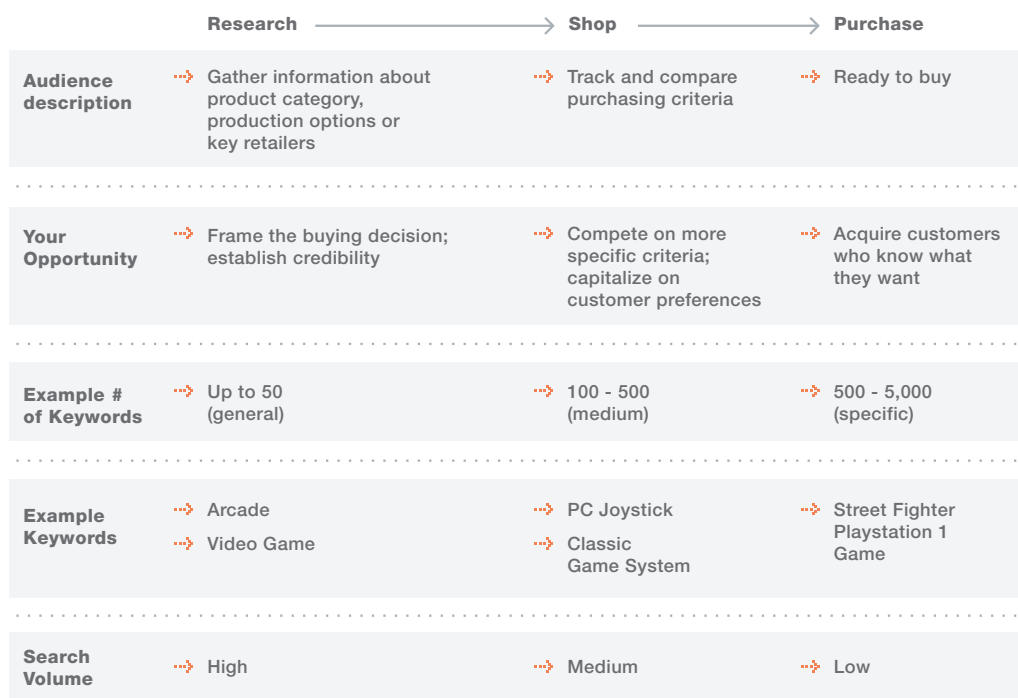 Research
Shop
Purchase
Audience
description
Gather information about
product category,
production options or
key retailers
Track and compare
purchasing criteria
Ready to buy
Your
Opportunity
Frame the buying decision;
establish credibility
Compete on more
specific criteria;
capitalize on
customer preferences
Acquire customers
who know what
they want
Example #
of Keywords
Up to 50
(general)
100 - 500
(medium)
500 - 5,000
(specific)
Example
Keywords
Arcade
Video Game
PC Joystick
Classic
Game System
Street Fighter
Playstation 1
Game
Search
Volume
High
Medium
Low